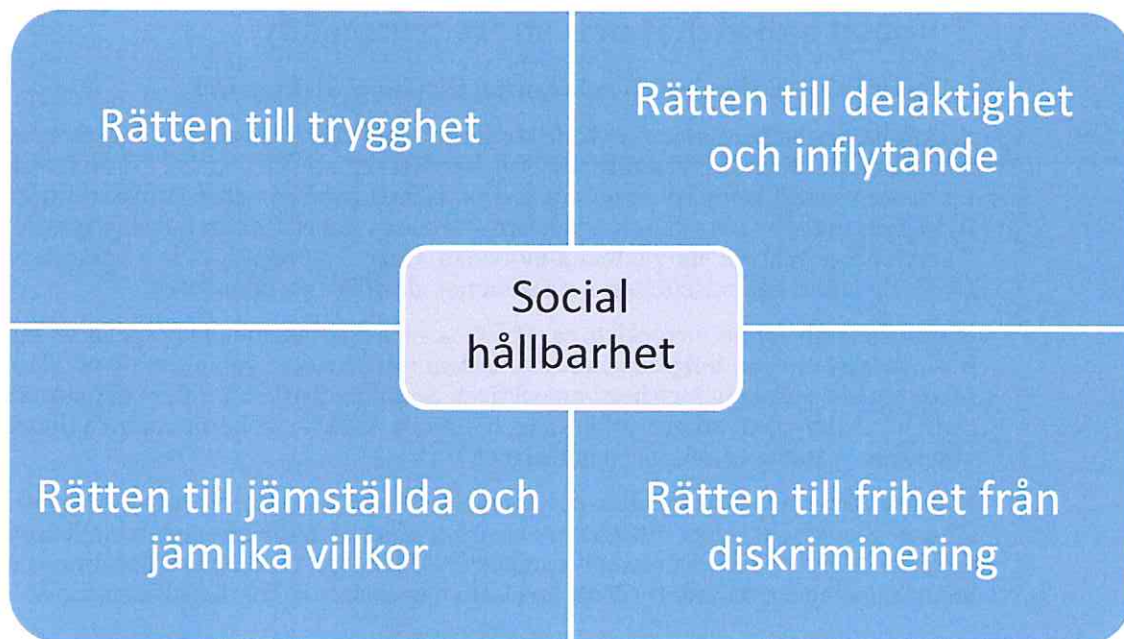 Rätten till trygghet
Rätten till delaktighet
och inflytande
Social
hållbarhet
Rätten till jämställda och
jämlika villkor
Rätten till frihet från
diskriminering